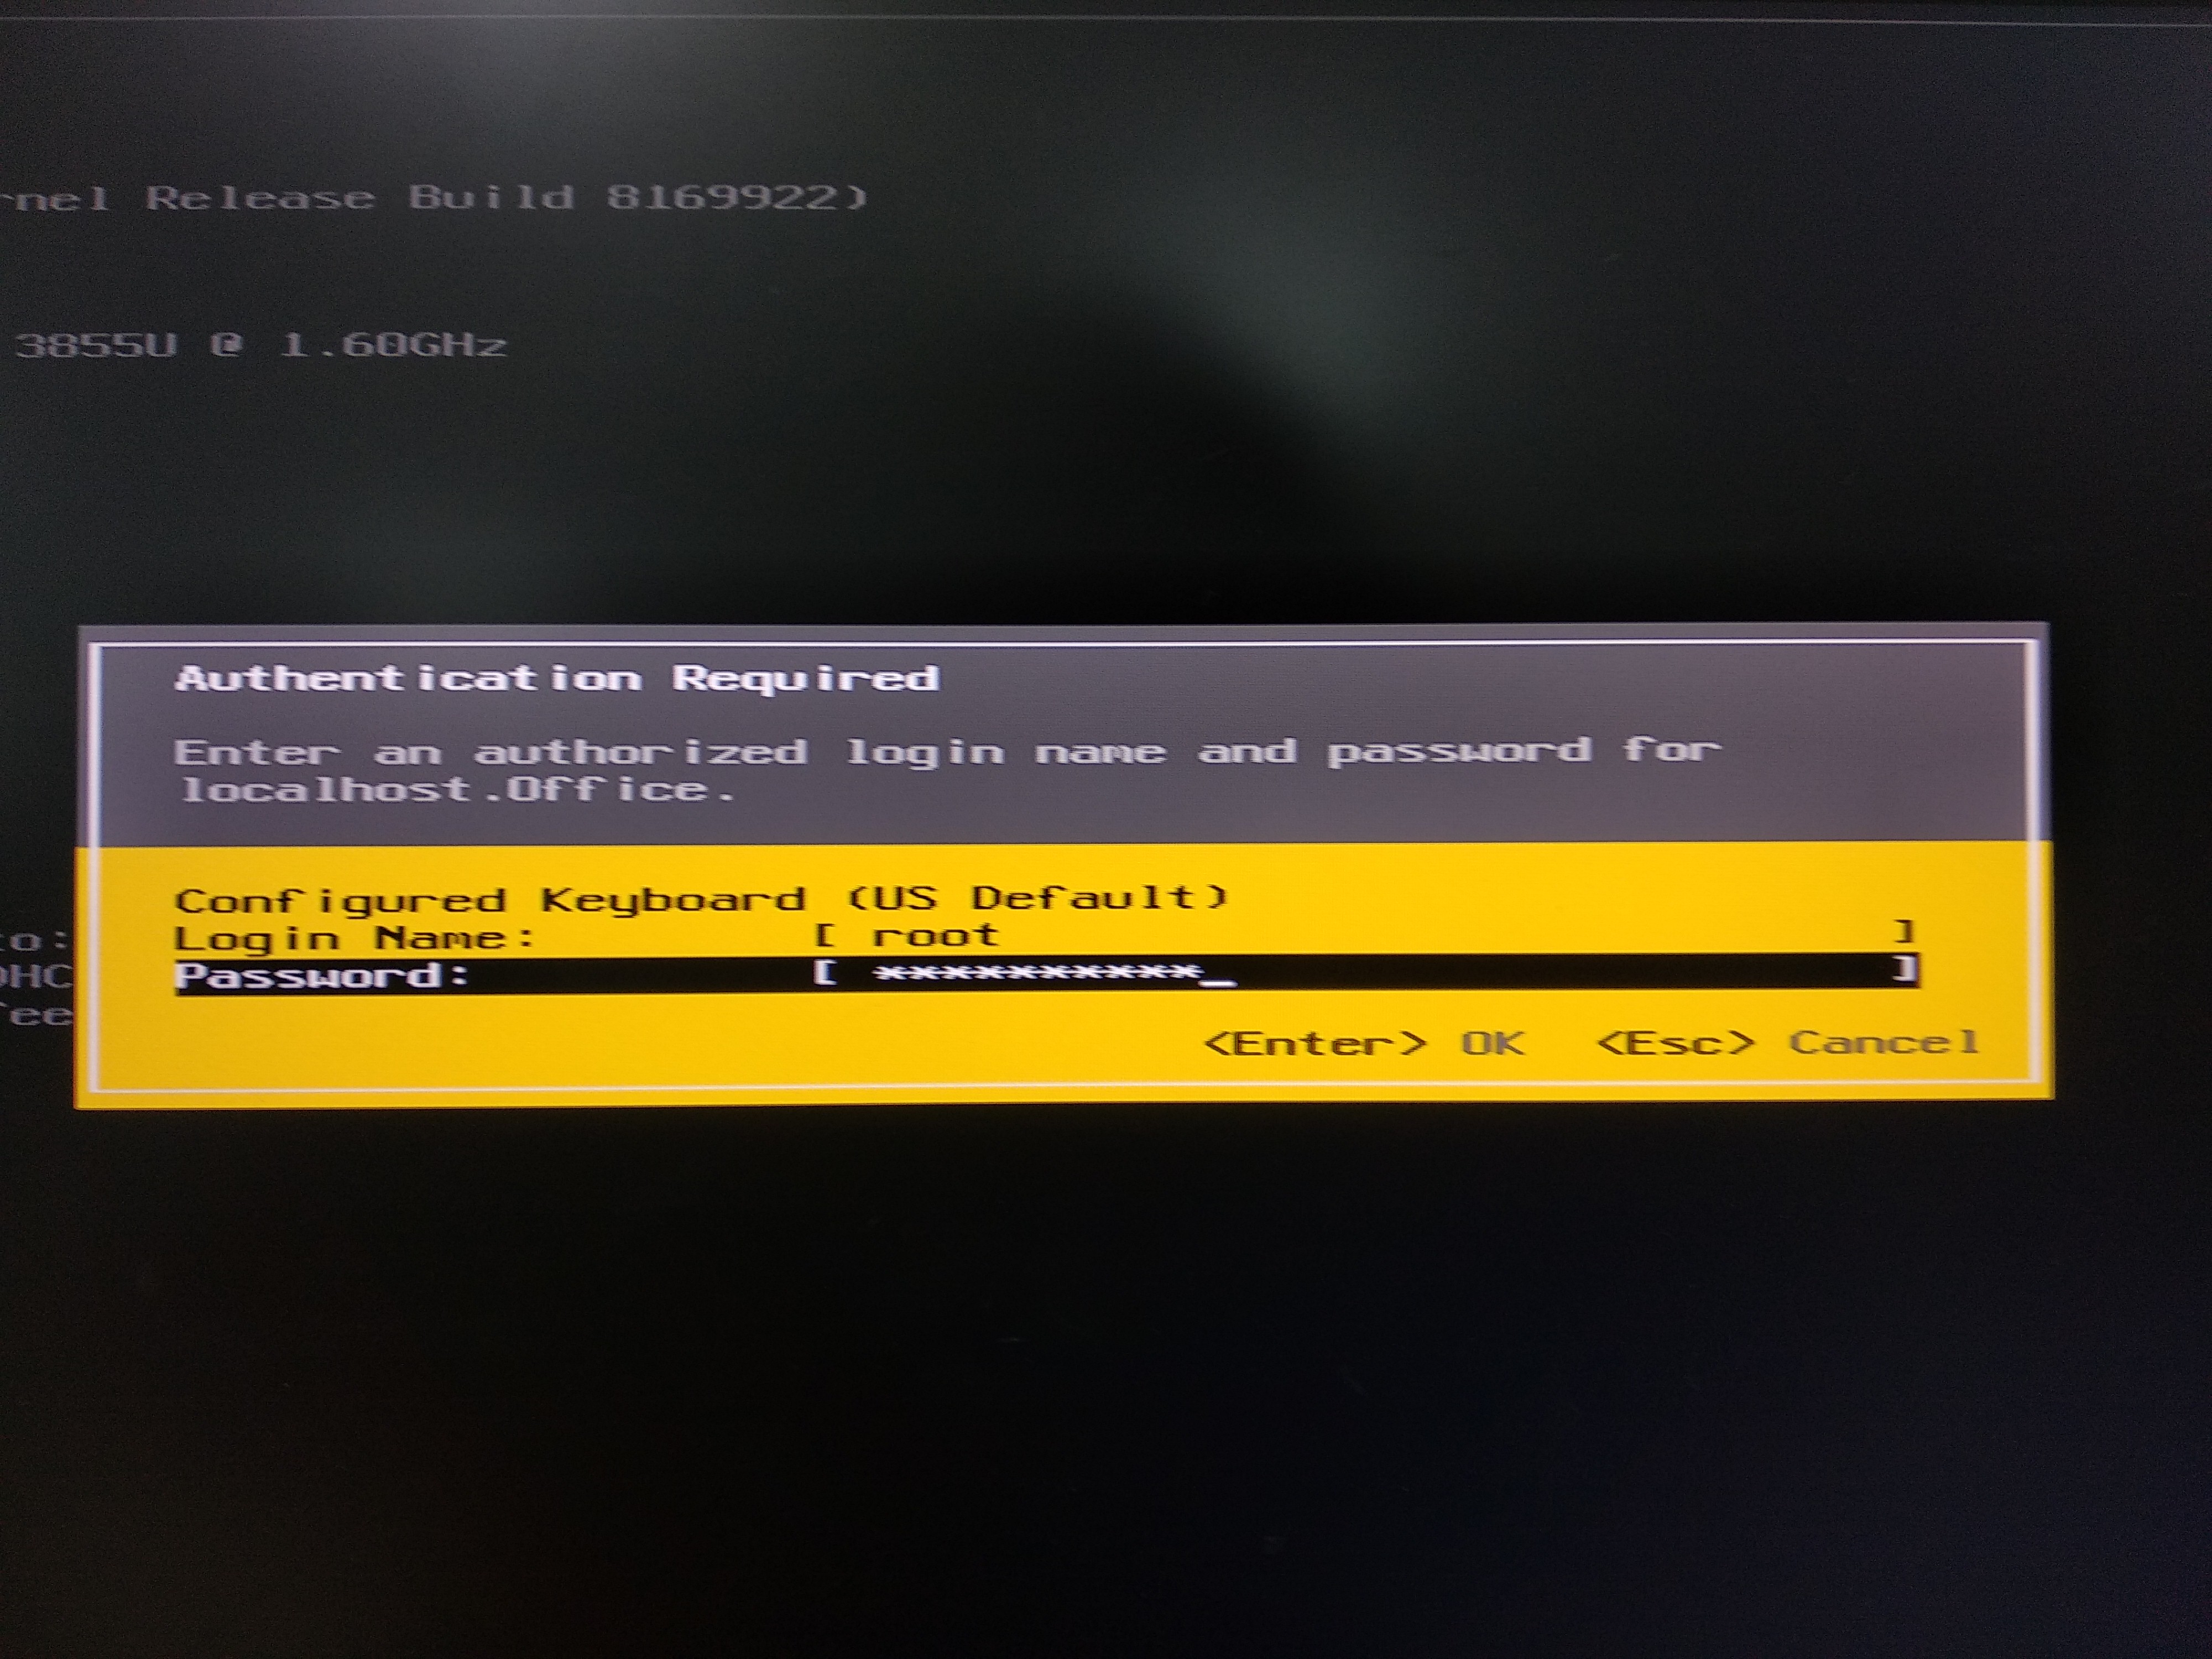 rnel Release Build 8169922)
3855U @ 1.60GHz
Authentication Required
Enter an authorized login name and password for
localhost.Office.
Configured Keyboard (US Default)
to:
Login Name: [ root ]
DHC
Password: [ **********_ ]
fee
<Enter> OK <Esc> Cancel